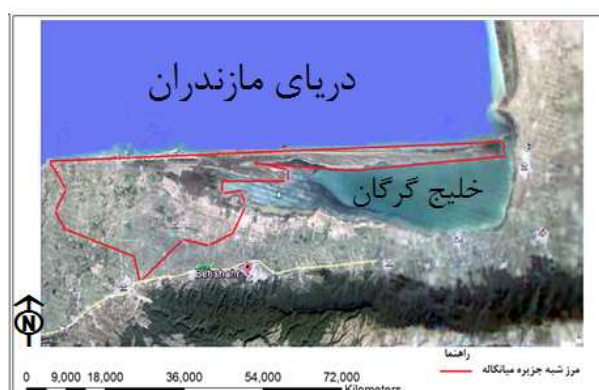 دریای مازندران
خلیج گرگان
Behshahr
N
راهنما
مرز شبه جزیره میانکاله
0 9,000 18,000 36,000 54,000 72,000
Kilometers